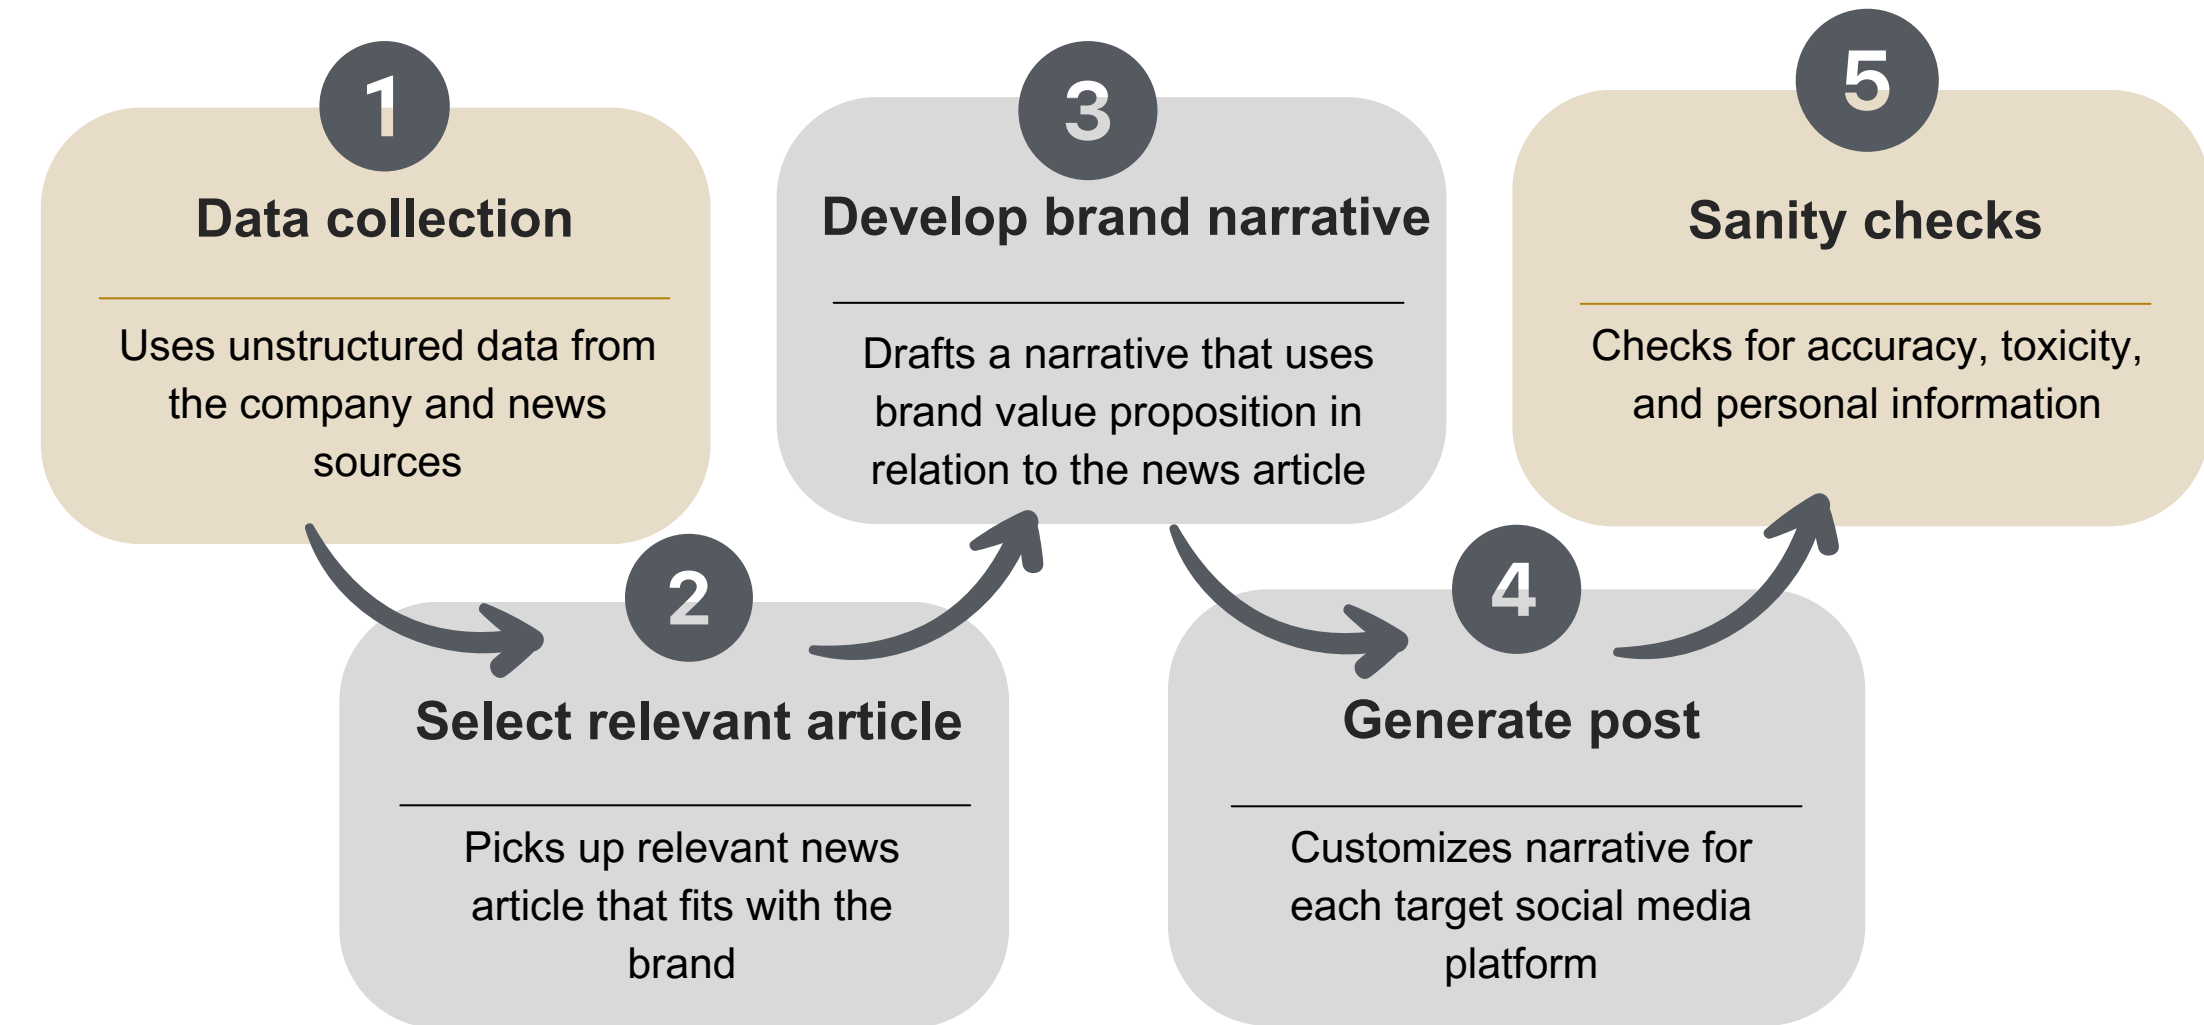 1
Data collection
Uses unstructured data from
the company and news
sources
2
Select relevant article
Picks up relevant news
article that fits with the
brand
3
Develop brand narrative
Drafts a narrative that uses
brand value proposition in
relation to the news article
4
Generate post
Customizes narrative for
each target social media
platform
5
Sanity checks
Checks for accuracy, toxicity,
and personal information